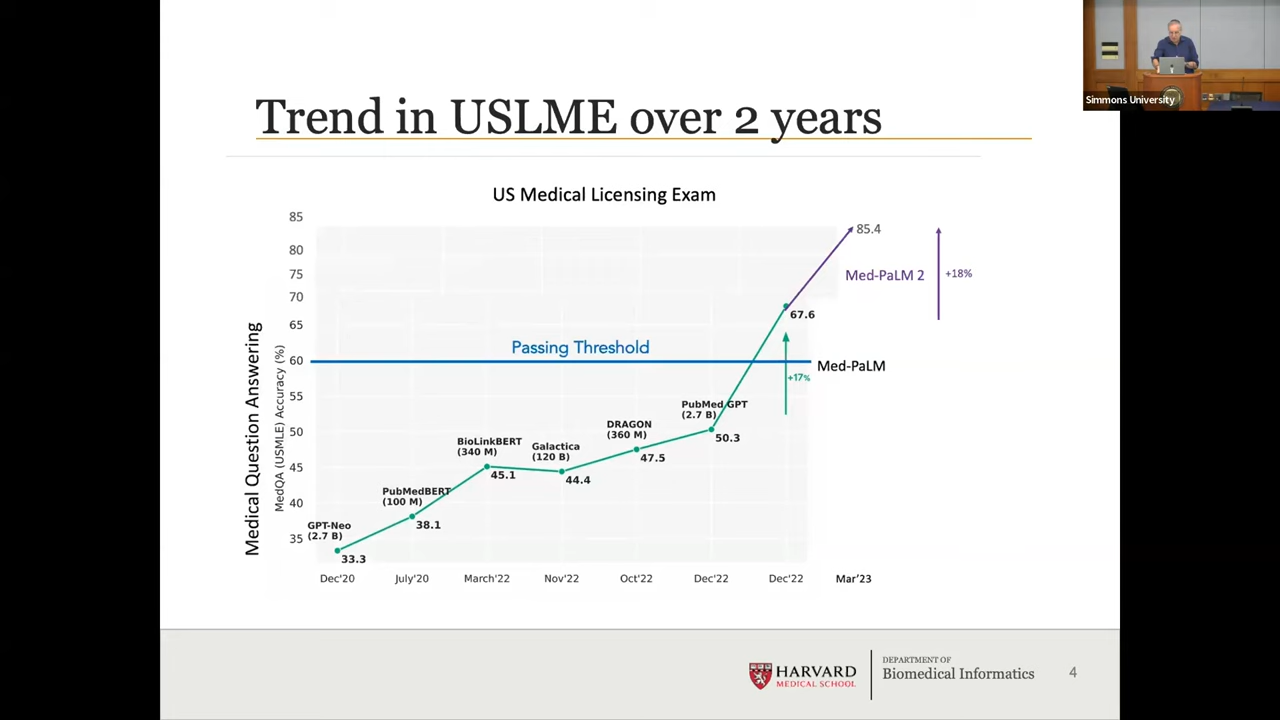 Simmons University
Trend in USLME over 2 years
US Medical Licensing Exam
Medical Question Answering
MedQA (USMLE) Accuracy (%)
85
80
75
70
65
60
55
50
45
40
35
85.4
Med-PaLM 2
+18%
67.6
Passing Threshold
Med-PaLM
+17%
PubMed GPT
(2.7 B)
50.3
DRAGON
(360 M)
47.5
BioLinkBERT
(340 M)
45.1
Galactica
(120 B)
44.4
PubMedBERT
(100 M)
38.1
GPT-Neo
(2.7 B)
33.3
Dec'20 July'20 March'22 Nov'22 Oct'22 Dec'22 Dec'22 Mar'23
HARVARD
MEDICAL SCHOOL
DEPARTMENT OF
Biomedical Informatics
4